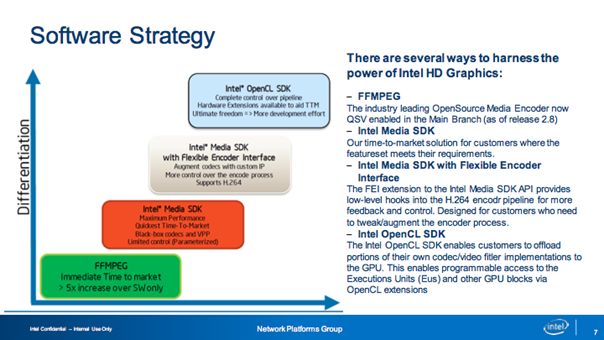 Software Strategy
Differentiation
Intel® OpenCL SDK
Complete control over pipeline
Hardware Extensions available to aid TTM
Ultimate freedom => More development effort
Intel® Media SDK
with Flexible Encoder Interface
Augment codecs with custom IP
More control over the encode process
Supports H.264
Intel® Media SDK
Maximum Performance
Quickest Time-To-Market
Black-box codecs and VPP
Limited control (Parameterized)
FFMPEG
Immediate Time to market
> 5x increase over SW only
There are several ways to harness the
power of Intel HD Graphics:
– FFMPEG
The industry leading OpenSource Media Encoder now
QSV enabled in the Main Branch (as of release 2.8)
– Intel Media SDK
Our time-to-market solution for customers where the
featureset meets their requirements.
– Intel Media SDK with Flexible Encoder
Interface
The FEI extension to the Intel Media SDK API provides
low-level hooks into the H.264 encodr pipeline for more
feedback and control. Designed for customers who need
to tweak/augment the encoder process.
– Intel OpenCL SDK
The Intel OpenCL SDK enables customers to offload
portions of their own codec/video fitler implementations to
the GPU. This enables programmable access to the
Executions Units (Eus) and other GPU blocks via
OpenCL extensions
Intel Confidential – Internal Use Only
Network Platforms Group
intel
7